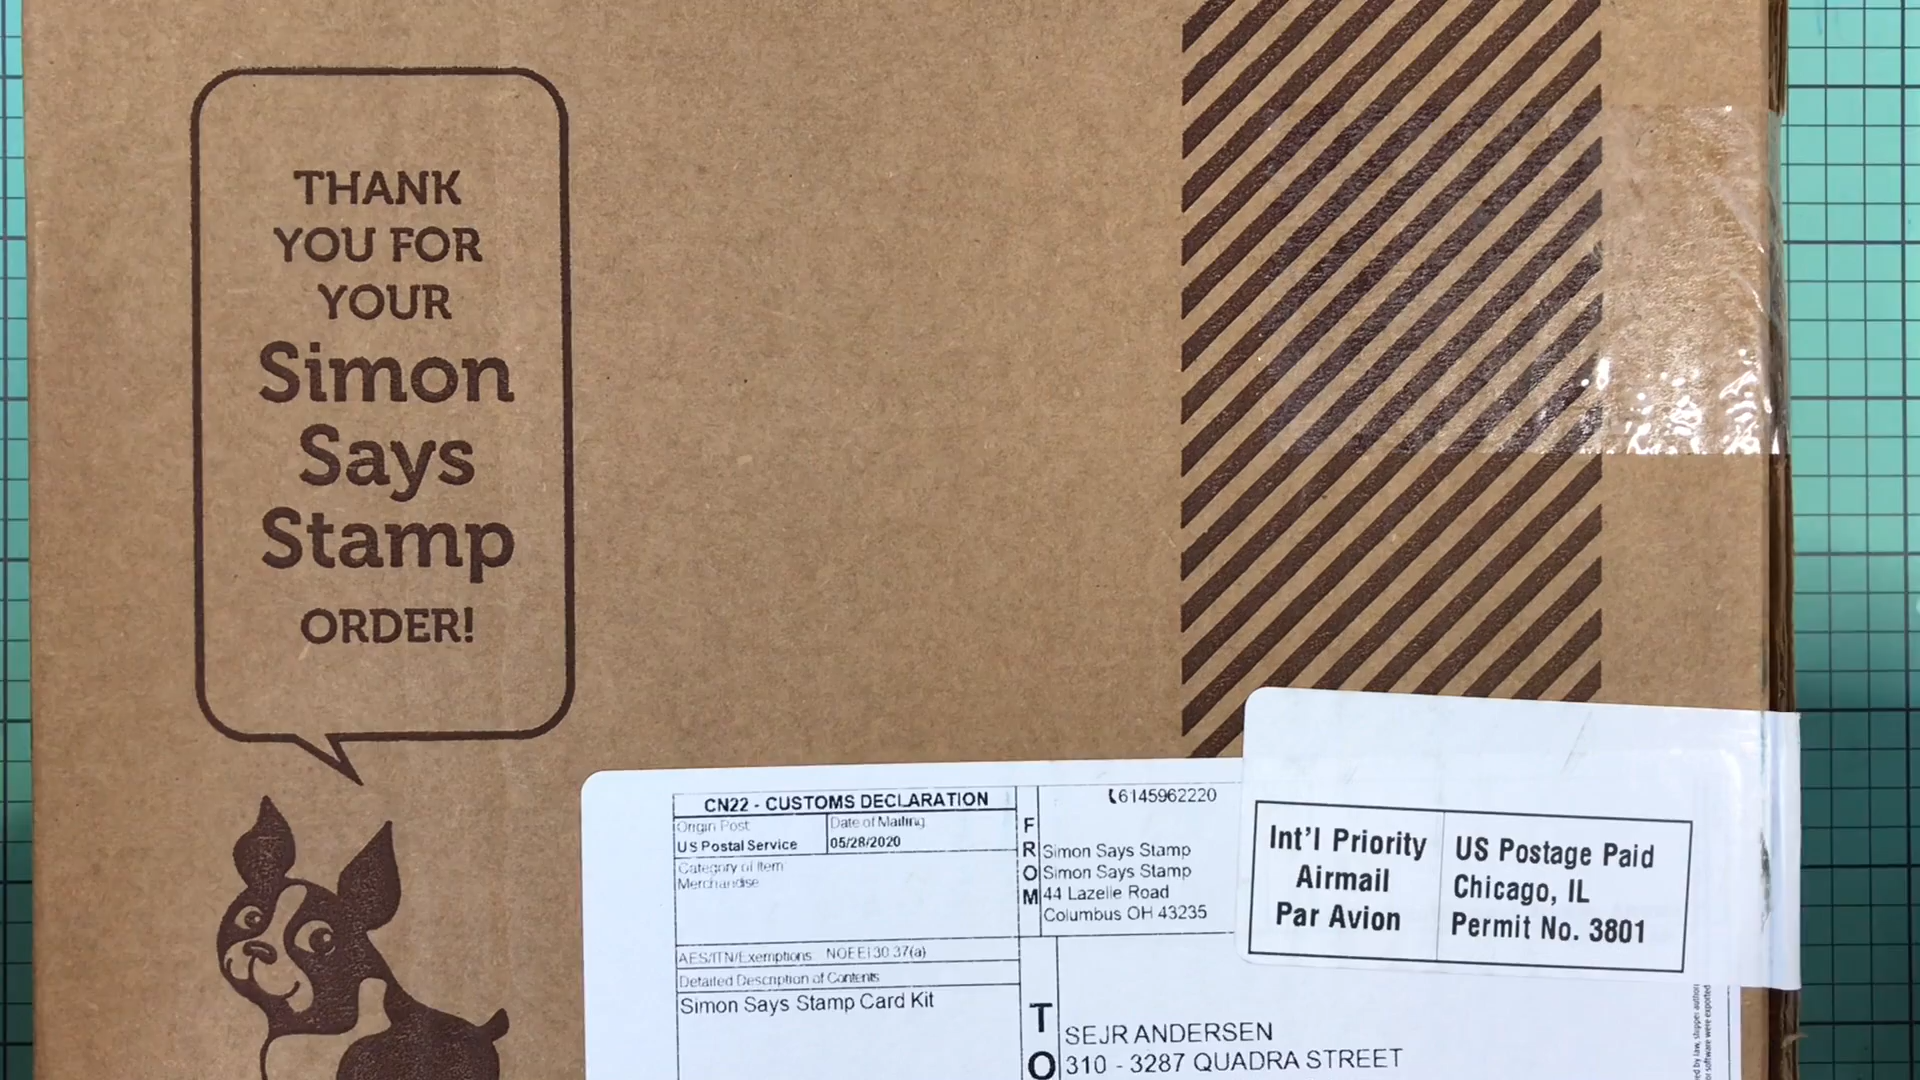 THANK
YOU FOR
YOUR
Simon
Says
Stamp
ORDER!
CN22 - CUSTOMS DECLARATION
Origin Post
US Postal Service
Date of Mailing
05/28/2020
Category of Item
Merchandise
AES/ITN/Exemptions NOEEI 30.37(a)
Detailed Description of Contents
Simon Says Stamp Card Kit
FROM
6145962220
Simon Says Stamp
Simon Says Stamp
44 Lazelle Road
Columbus OH 43235
Int'l Priority
Airmail
Par Avion
US Postage Paid
Chicago, IL
Permit No. 3801
TO
SEJR ANDERSEN
310 - 3287 QUADRA STREET